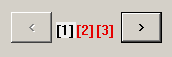 < [1] [2] [3] >